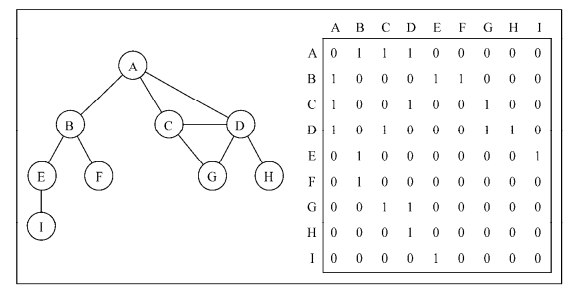 A
B C D
E F G H
I
A B C D E F G H I
A 0 1 1 1 0 0 0 0 0
B 1 0 0 0 1 1 0 0 0
C 1 0 0 1 0 0 1 0 0
D 1 0 1 0 0 0 1 1 0
E 0 1 0 0 0 0 0 0 1
F 0 1 0 0 0 0 0 0 0
G 0 0 1 1 0 0 0 0 0
H 0 0 0 1 0 0 0 0 0
I 0 0 0 0 1 0 0 0 0